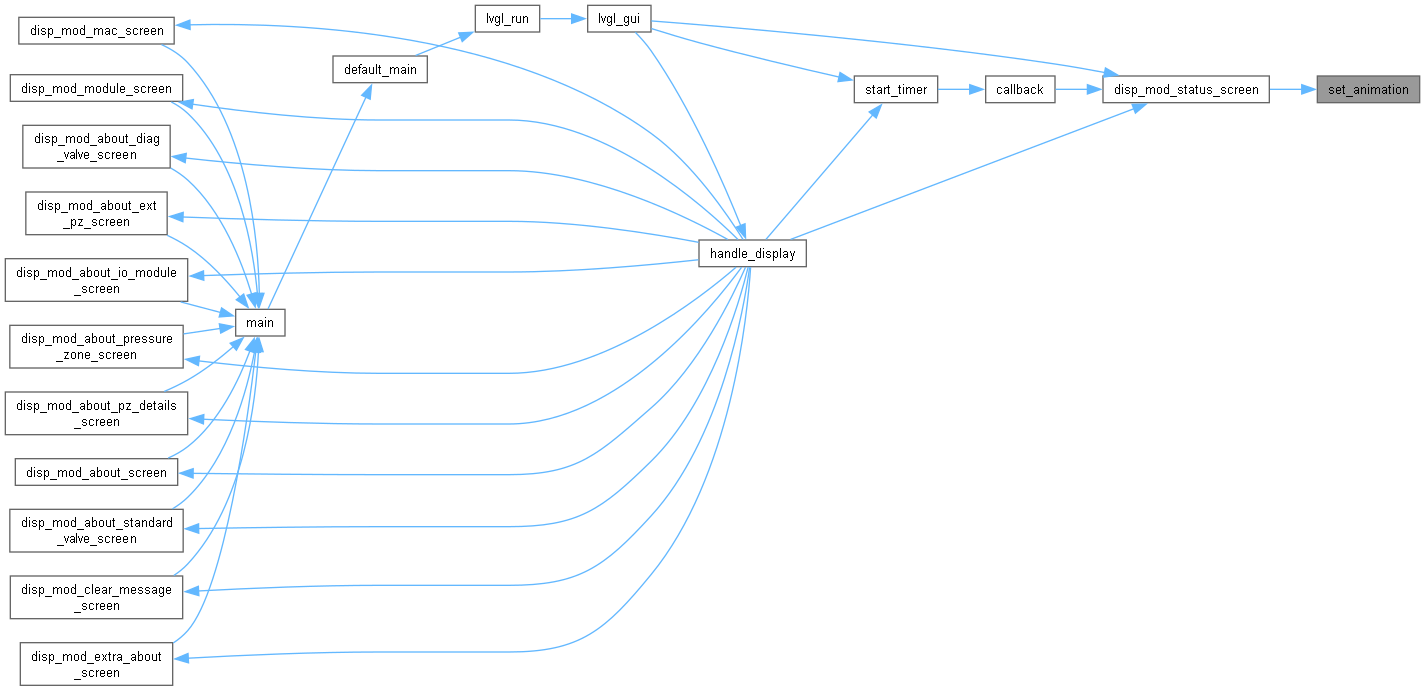 disp_mod_mac_screen
disp_mod_module_screen
disp_mod_about_diag
_valve_screen
disp_mod_about_ext
_pz_screen
disp_mod_about_io_module
_screen
disp_mod_about_pressure
_zone_screen
disp_mod_about_pz_details
_screen
disp_mod_about_screen
disp_mod_about_standard
_valve_screen
disp_mod_clear_message
_screen
disp_mod_extra_about
_screen
main
default_main
lvgl_run
lvgl_gui
handle_display
start_timer
callback
disp_mod_status_screen
set_animation